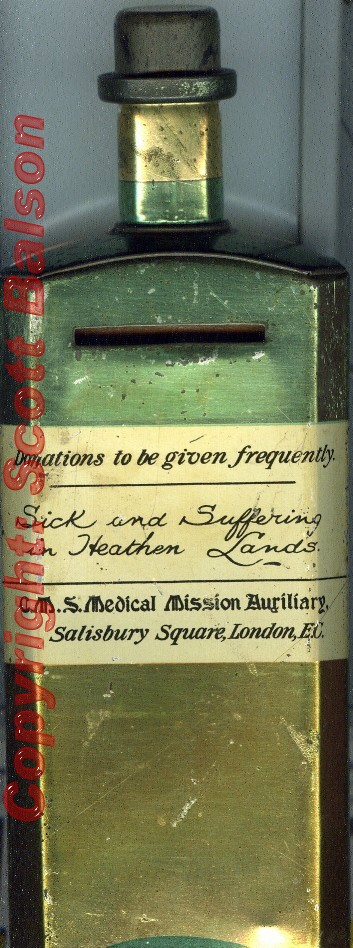 Donations to be given frequently.
Sick and Suffering
in Heathen Lands.
C.M.S. Medical Mission Auxiliary,
Salisbury Square, London, E.C.
Copyright Scott Balson